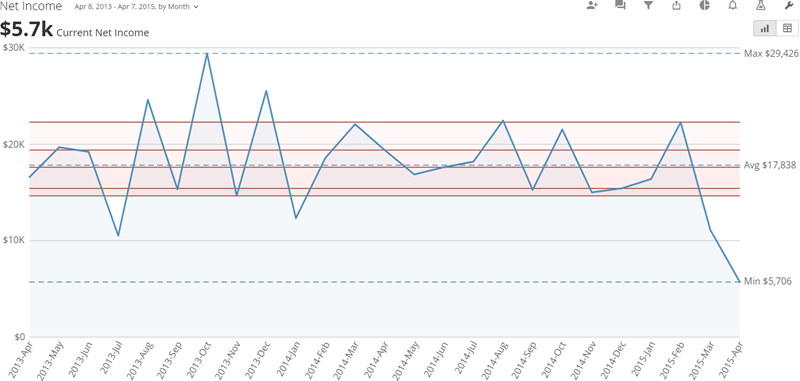 Net Income Apr 8, 2013 - Apr 7, 2015, by Month
$5.7k Current Net Income
$30K
Max $29,426
$20K
Avg $17,838
$10K
Min $5,706
$0
2013-Apr 2013-May 2013-Jun 2013-Jul 2013-Aug 2013-Sep 2013-Oct 2013-Nov 2013-Dec 2014-Jan 2014-Feb 2014-Mar 2014-Apr 2014-May 2014-Jun 2014-Jul 2014-Aug 2014-Sep 2014-Oct 2014-Nov 2014-Dec 2015-Jan 2015-Feb 2015-Mar 2015-Apr